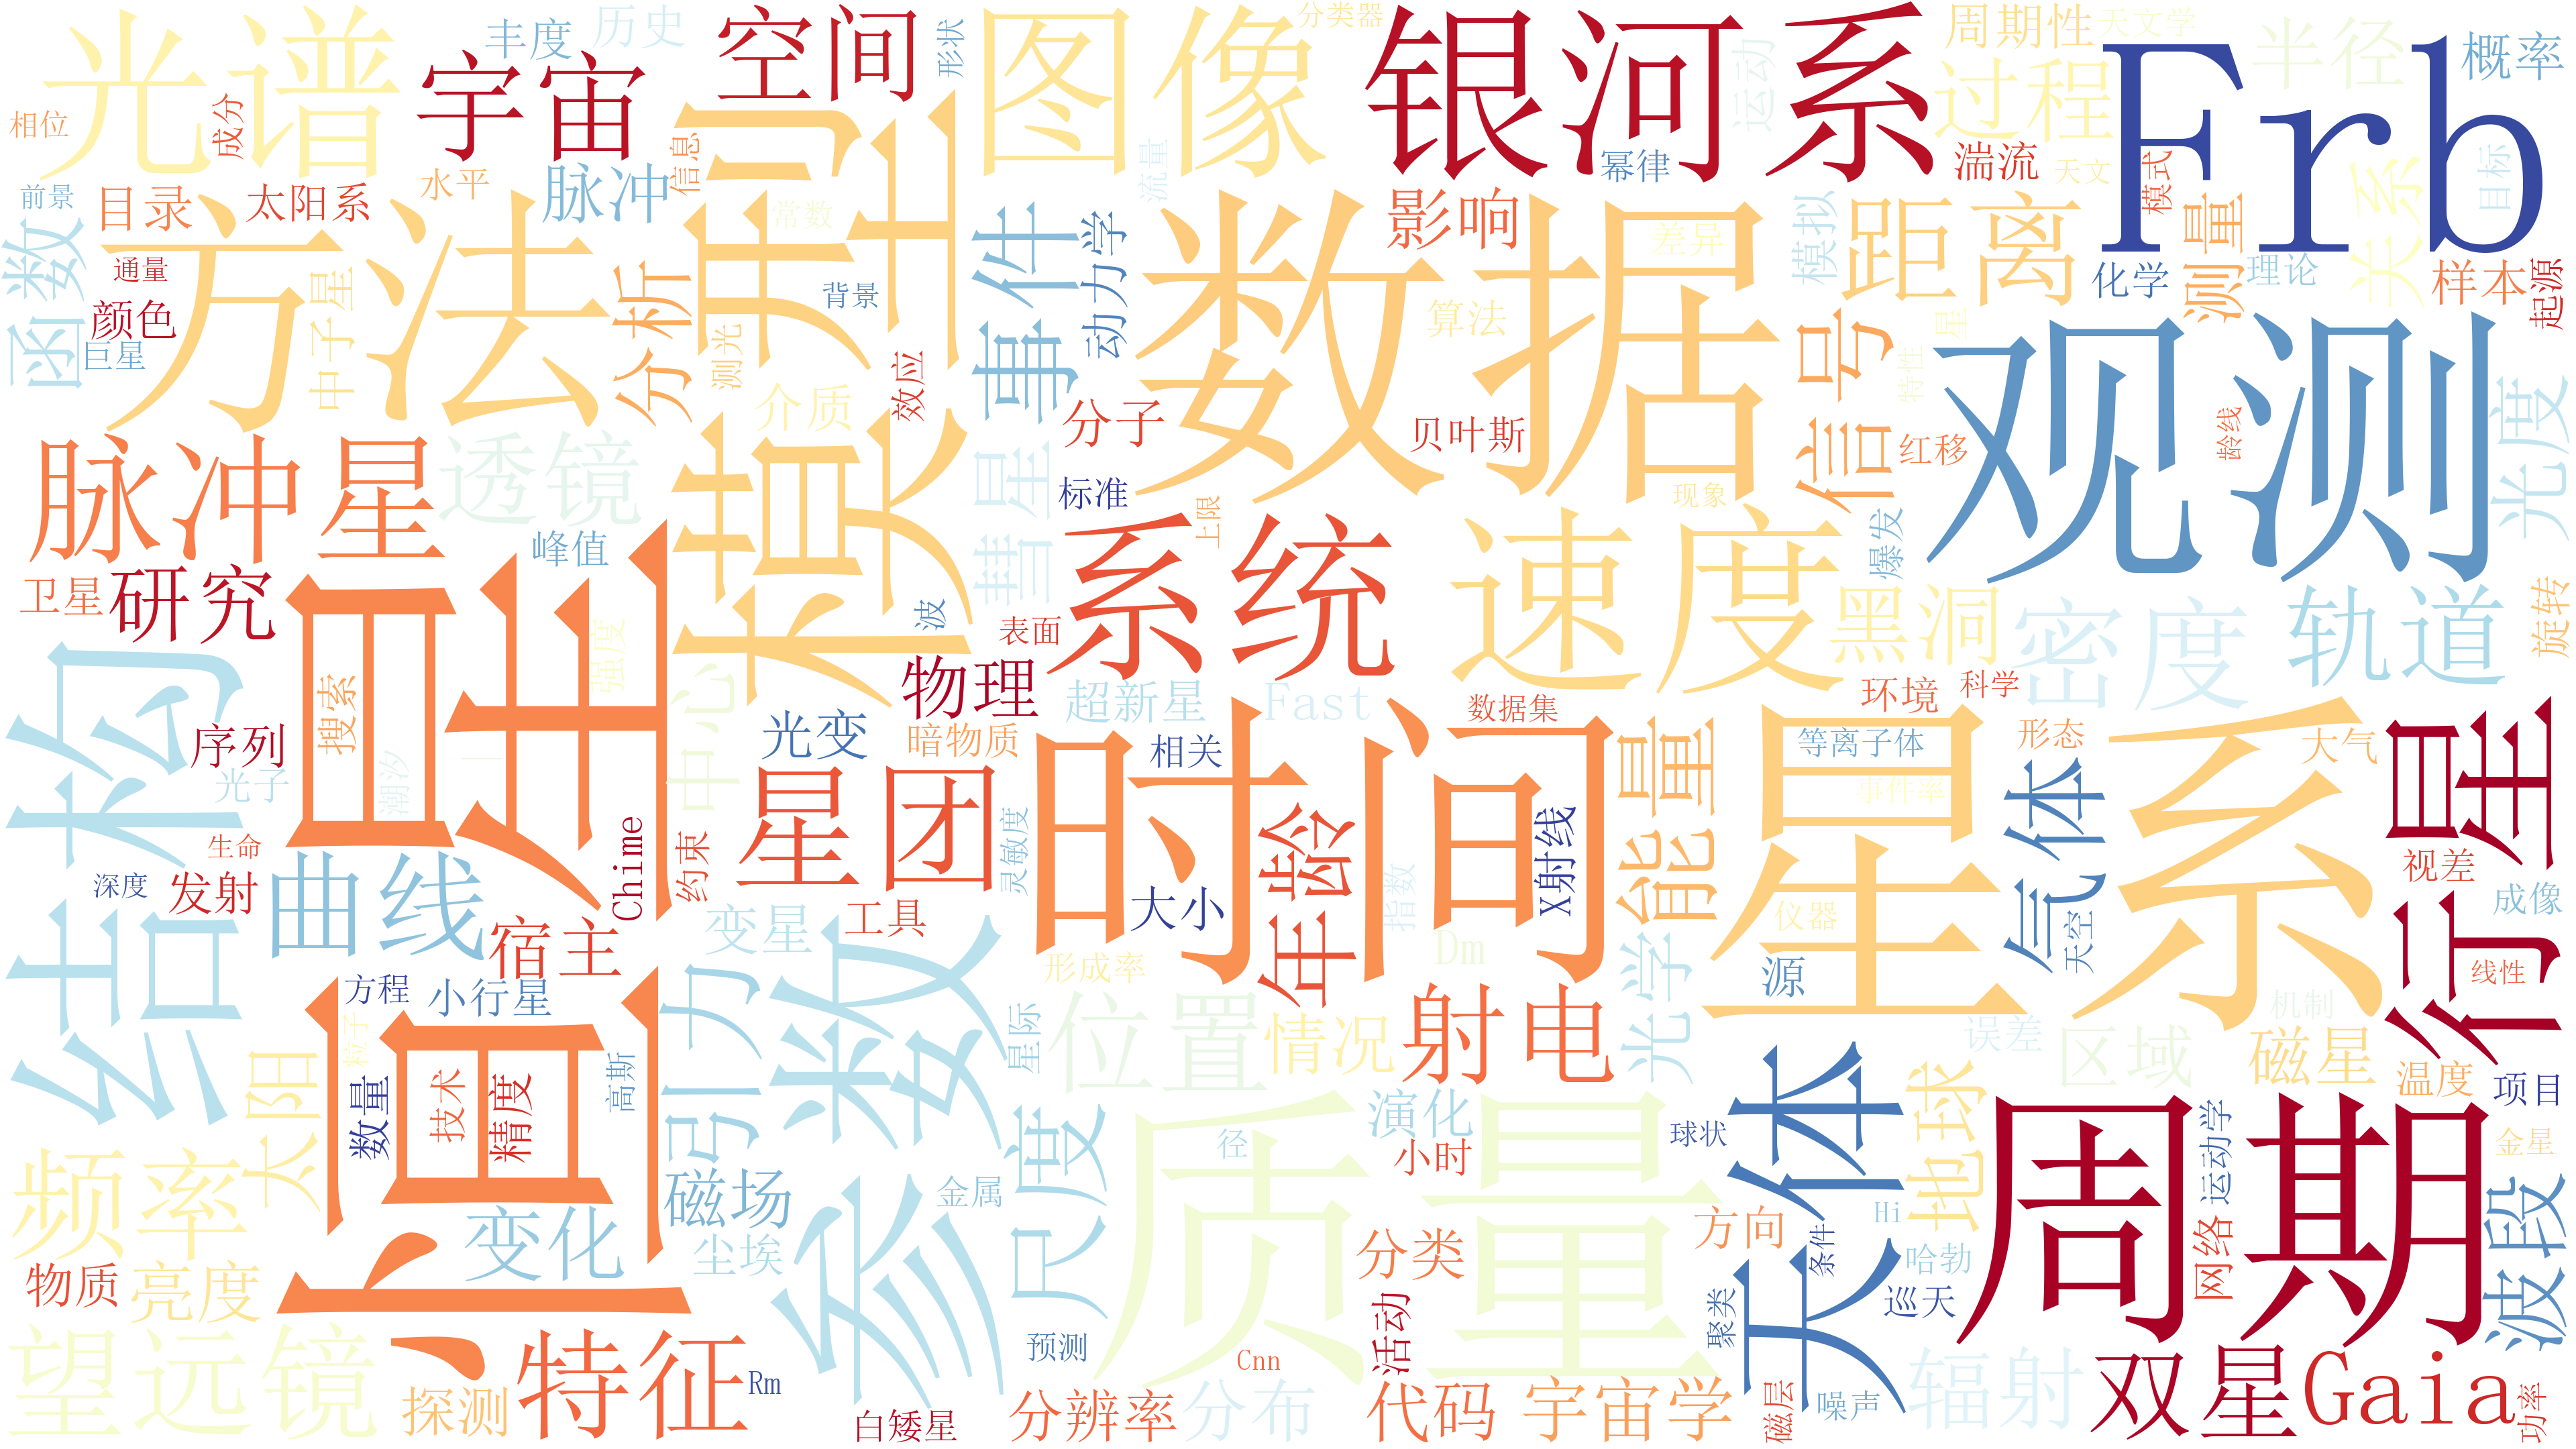 光谱
丰度
历史
空间
形状
图像
分类器
银河系
运动
周期性
天文学
半径
概率
宇宙
相位
成分
模型
信息
流量
幂律
过程
湍流
天文
模式
Frb
关系
目标
前景
目录
太阳系
水平
脉冲
常数
事件
动力学
影响
数据
差异
模拟
距离
化学
测量
理论
样本
起源
函数
通量
颜色
巨星
中子星
方法
分析
测光
背景
效应
介质
算法
信号
星
特性
观测
龄线
光度
脉冲星
透镜
彗星
分子
标准
上限
贝叶斯
现象
红移
爆发
卫星
研究
峰值
恒星
强度
波
表面
系统
速度
黑洞
密度
轨道
旋转
结构
序列
搜索
光子
潮汐
中心
物理
光变
超新星
Fast
暗物质
相关
数据集
环境
科学
能量
等离子体
形态
大气
事件率
星系
气体
行星
生命
深度
发射
曲线
Chime
约束
星团
灵敏度
时间
年龄
X射线
大小
指数
仪器
天空
视差
成像
宿主
变星
工具
Dm
光学
源
线性
方程
小行星
引力
参数
形成率
星际
位置
情况
射电
天体
误差
区域
机制
磁星
太阳
粒子
数量
技术
精度
高斯
质量
尺度
演化
径
小时
球状
地球
周期
运动学
温度
项目
金星
频率
一
磁场
金属
变化
尘埃
分类
方向
条件
Hi
哈勃
网络
波段
物质
亮度
巡天
聚类
望远镜
探测
特征
Rm
预测
Cnn
活动
白矮星
分辨率
分布
代码
宇宙学
磁层
噪声
辐射
双星
Gaia
功率
个